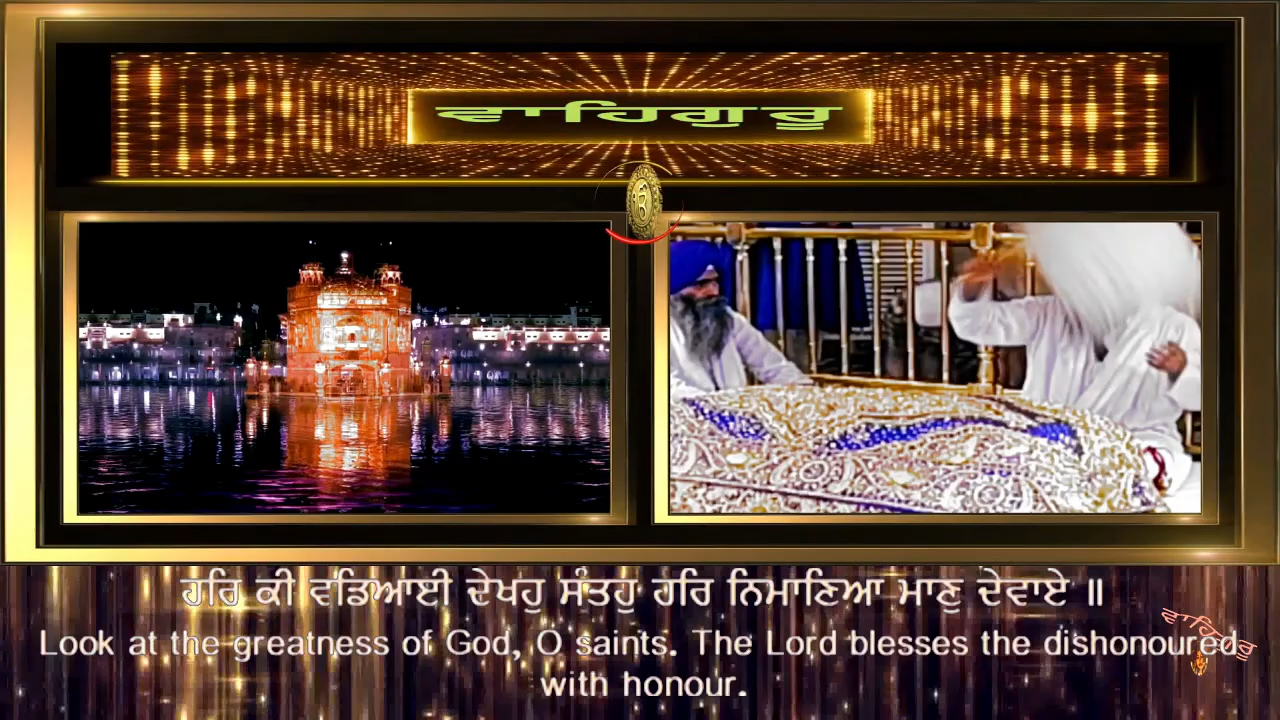 ਵਾਹਿਗੁਰੂ
ੴ
ਹਰਿ ਕੀ ਵਡਿਆਈ ਦੇਖਹੁ ਸੰਤਹੁ ਹਰਿ ਨਿਮਾਣਿਆ ਮਾਣੁ ਦੇਵਾਏ ॥
Look at the greatness of God, O saints. The Lord blesses the dishonoured
with honour.
ਵਾਹਿਗੁਰੂ